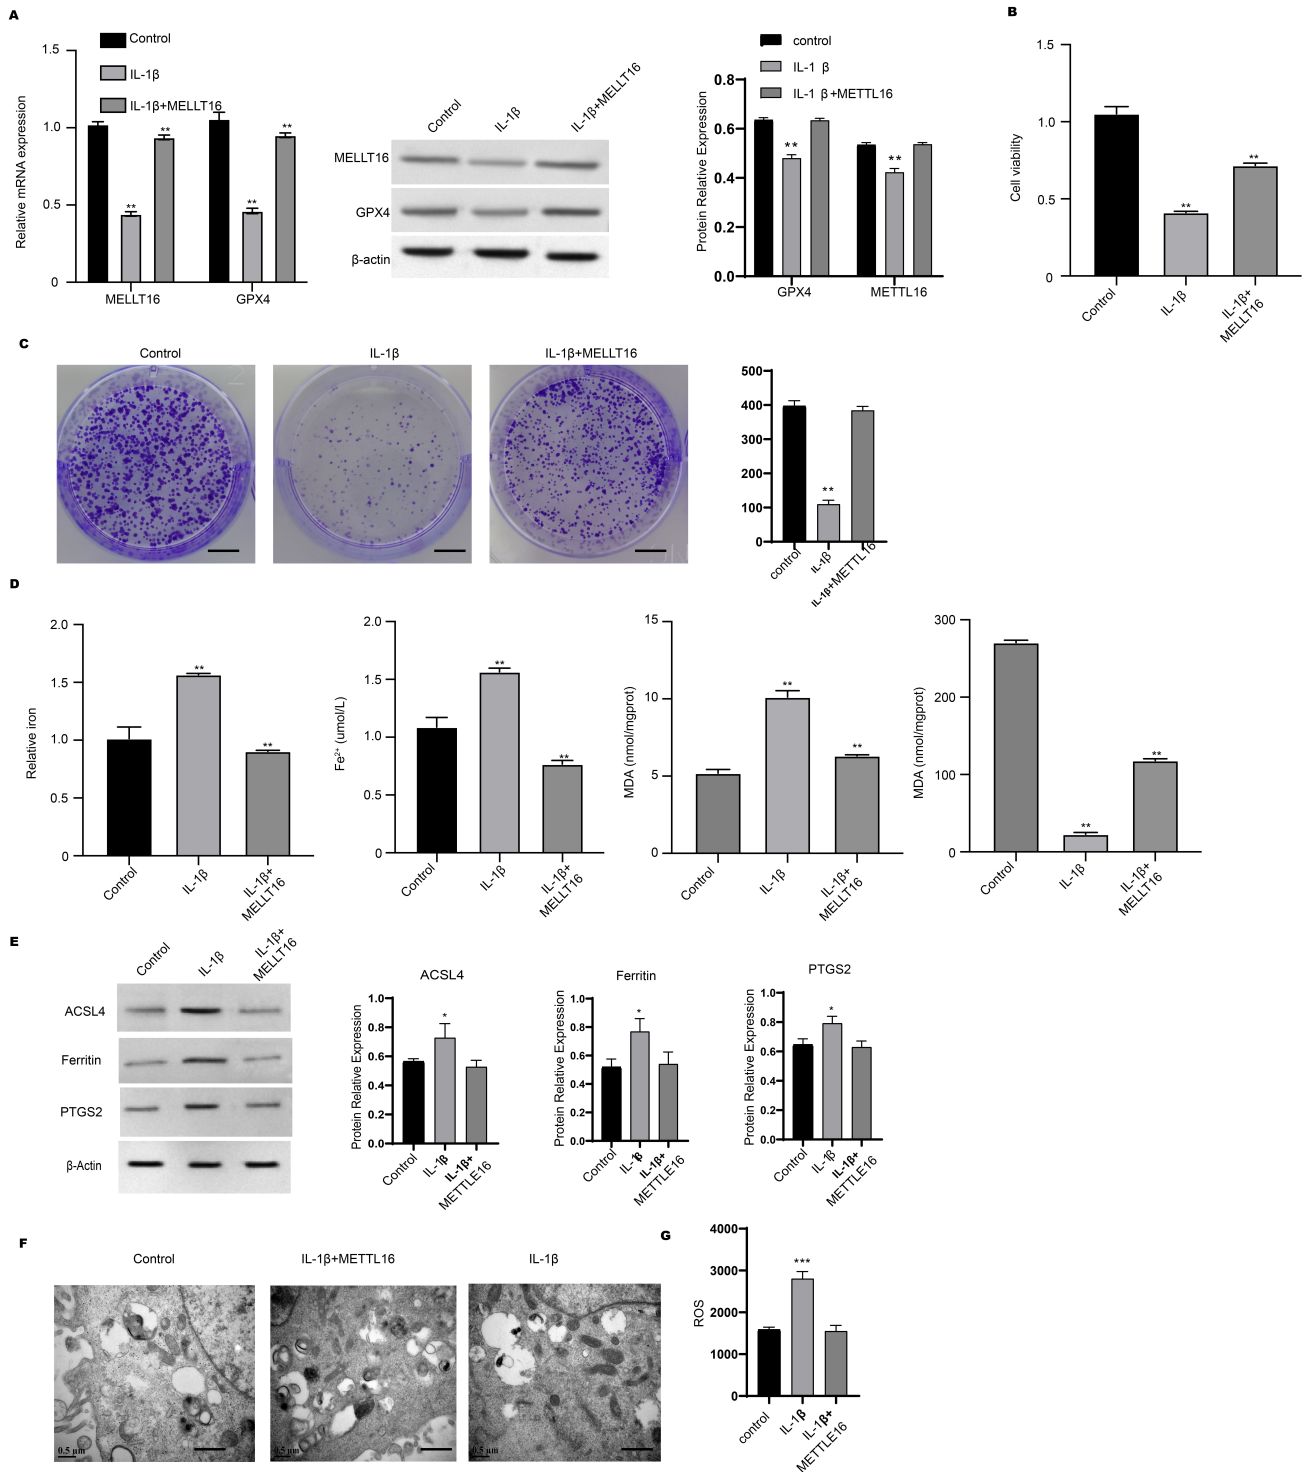 A
Control
IL-1β
IL-1β+MELLT16
Relative mRNA expression
1.5
1.0
0.5
0
**
**
**
**
MELLT16
GPX4
Control
IL-1β
IL-1β+MELLT16
MELLT16
GPX4
β-actin
control
IL-1 β
IL-1 β+METTL16
Protein Relative Expression
0.8
0.6
0.4
0.2
0.0
**
**
GPX4
METTL16
B
Cell viability
1.5
1.0
0.5
0
**
**
Control
IL-1β
IL-1β+
MELLT16
C
Control
IL-1β
IL-1β+MELLT16
500
400
300
200
100
0
**
control
IL-1β
IL-1β+METTL16
D
Relative iron
2.0
1.5
1.0
0.5
0
**
**
Control
IL-1β
IL-1β+
MELLT16
Fe2+ (umol/L)
2.0
1.5
1.0
0.5
0
**
**
Control
IL-1β
IL-1β+
MELLT16
MDA (nmol/mgprot)
15
10
5
0
**
**
Control
IL-1β
IL-1β+
MELLT16
MDA (nmol/mgprot)
300
200
100
0
**
**
Control
IL-1β
IL-1β+
MELLT16
E
Control
IL-1β
IL-1β+
MELLT16
ACSL4
Ferritin
PTGS2
β-Actin
ACSL4
Protein Relative Expression
1.0
0.8
0.6
0.4
0.2
0.0
*
Control
IL-1β
IL-1β+
METTLE16
Ferritin
Protein Relative Expression
1.0
0.8
0.6
0.4
0.2
0.0
*
Control
IL-1β
IL-1β+
METTLE16
PTGS2
Protein Relative Expression
1.0
0.8
0.6
0.4
0.2
0.0
*
Control
IL-1β
IL-1β+
METTLE16
F
Control
IL-1β+METTL16
IL-1β
0.5 μm
0.5 μm
0.5 μm
G
ROS
4000
3000
2000
1000
0
***
control
IL-1β
IL-1β+
METTLE16